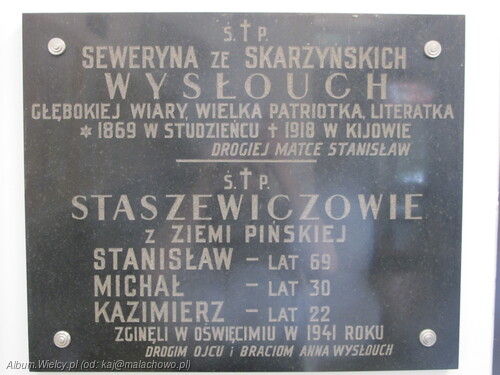 Ś.†P.
SEWERYNA ZE SKARŻYŃSKICH
WYSŁOUCH
GŁĘBOKIEJ WIARY, WIELKA PATRIOTKA, LITERATKA
✲ 1869 W STUDZIEŃCU † 1918 W KIJOWIE
DROGIEJ MATCE STANISŁAW
Ś.†P.
STASZEWICZOWIE
Z ZIEMI PIŃSKIEJ
STANISŁAW – LAT 69
MICHAŁ – LAT 30
KAZIMIERZ – LAT 22
ZGINĘLI W OŚWIĘCIMIU W 1941 ROKU
DROGIM OJCU i BRACIOM ANNA WYSŁOUCH
Album.Wielcy.pl (od: kaj@malachowo.pl)